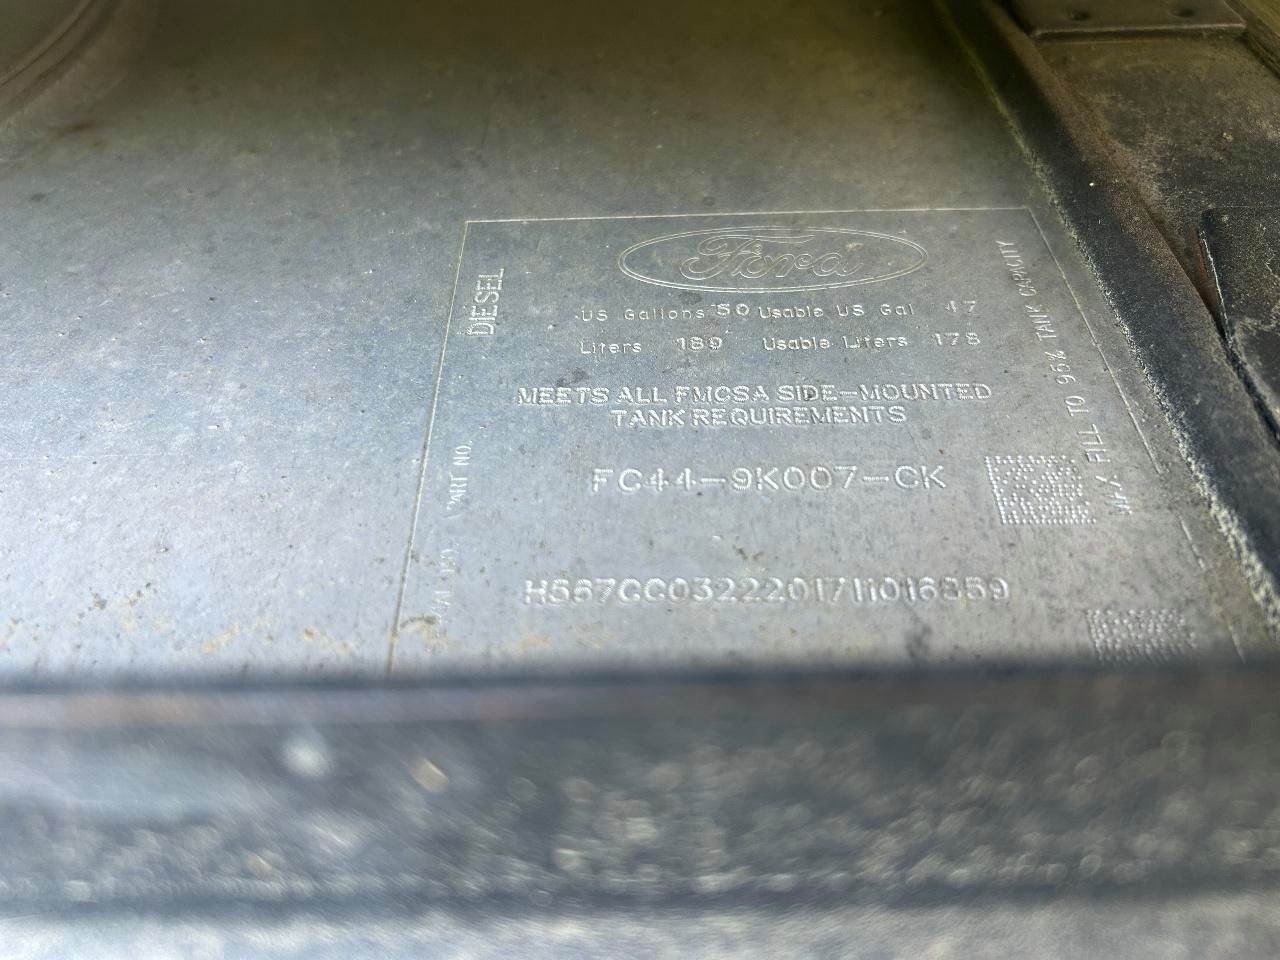 Ford
DIESEL
US Gallons 50 Usable US Gal 47
Liters 189 Usable Liters 178
MEETS ALL FMCSA SIDE-MOUNTED
TANK REQUIREMENTS
PART NO.
FC44-9K007-CK
MAX FILL TO 95% TANK CAPACITY